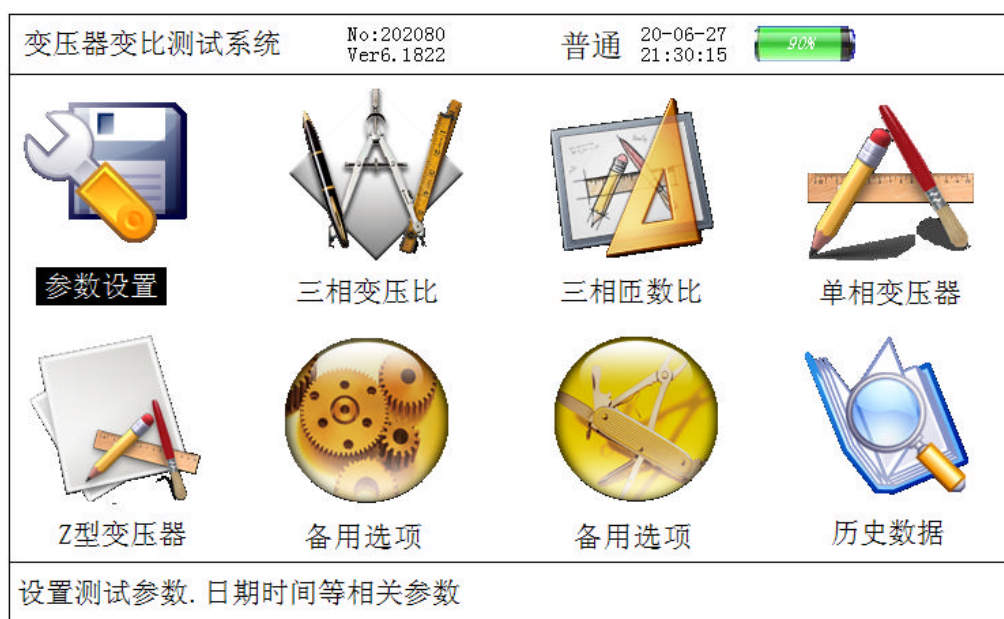 变压器变比测试系统
No:202080
Ver6.1822
普通
20-06-27
21:30:15
90%
参数设置
三相变压比
三相匝数比
单相变压器
Z型变压器
备用选项
备用选项
历史数据
设置测试参数.日期时间等相关参数